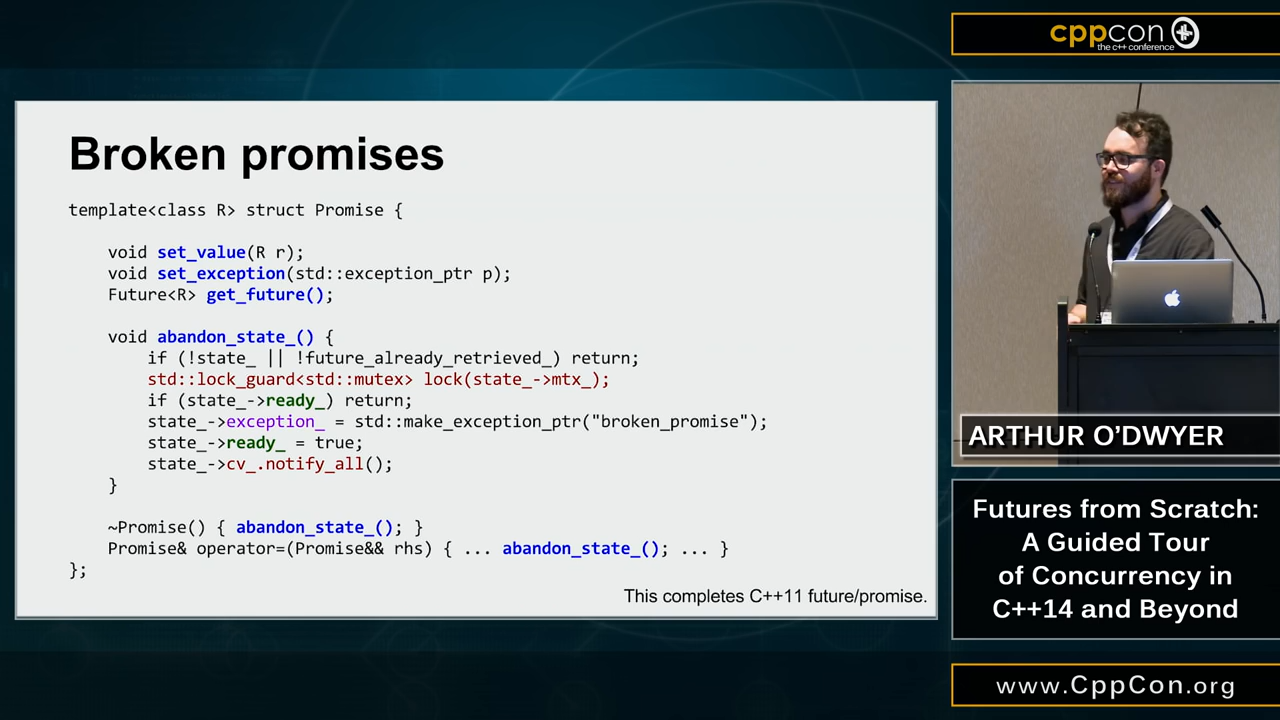 cppcon
the c++ conference
Broken promises
template<class R> struct Promise {
void set_value(R r);
void set_exception(std::exception_ptr p);
Future<R> get_future();
void abandon_state_() {
if (!state_ || !future_already_retrieved_) return;
std::lock_guard<std::mutex> lock(state_->mtx_);
if (state_->ready_) return;
state_->exception_ = std::make_exception_ptr("broken_promise");
state_->ready_ = true;
state_->cv_.notify_all();
}
~Promise() { abandon_state_(); }
Promise& operator=(Promise&& rhs) { ... abandon_state_(); ... }
};
This completes C++11 future/promise.
ARTHUR O'DWYER
Futures from Scratch:
A Guided Tour
of Concurrency in
C++14 and Beyond
www.CppCon.org